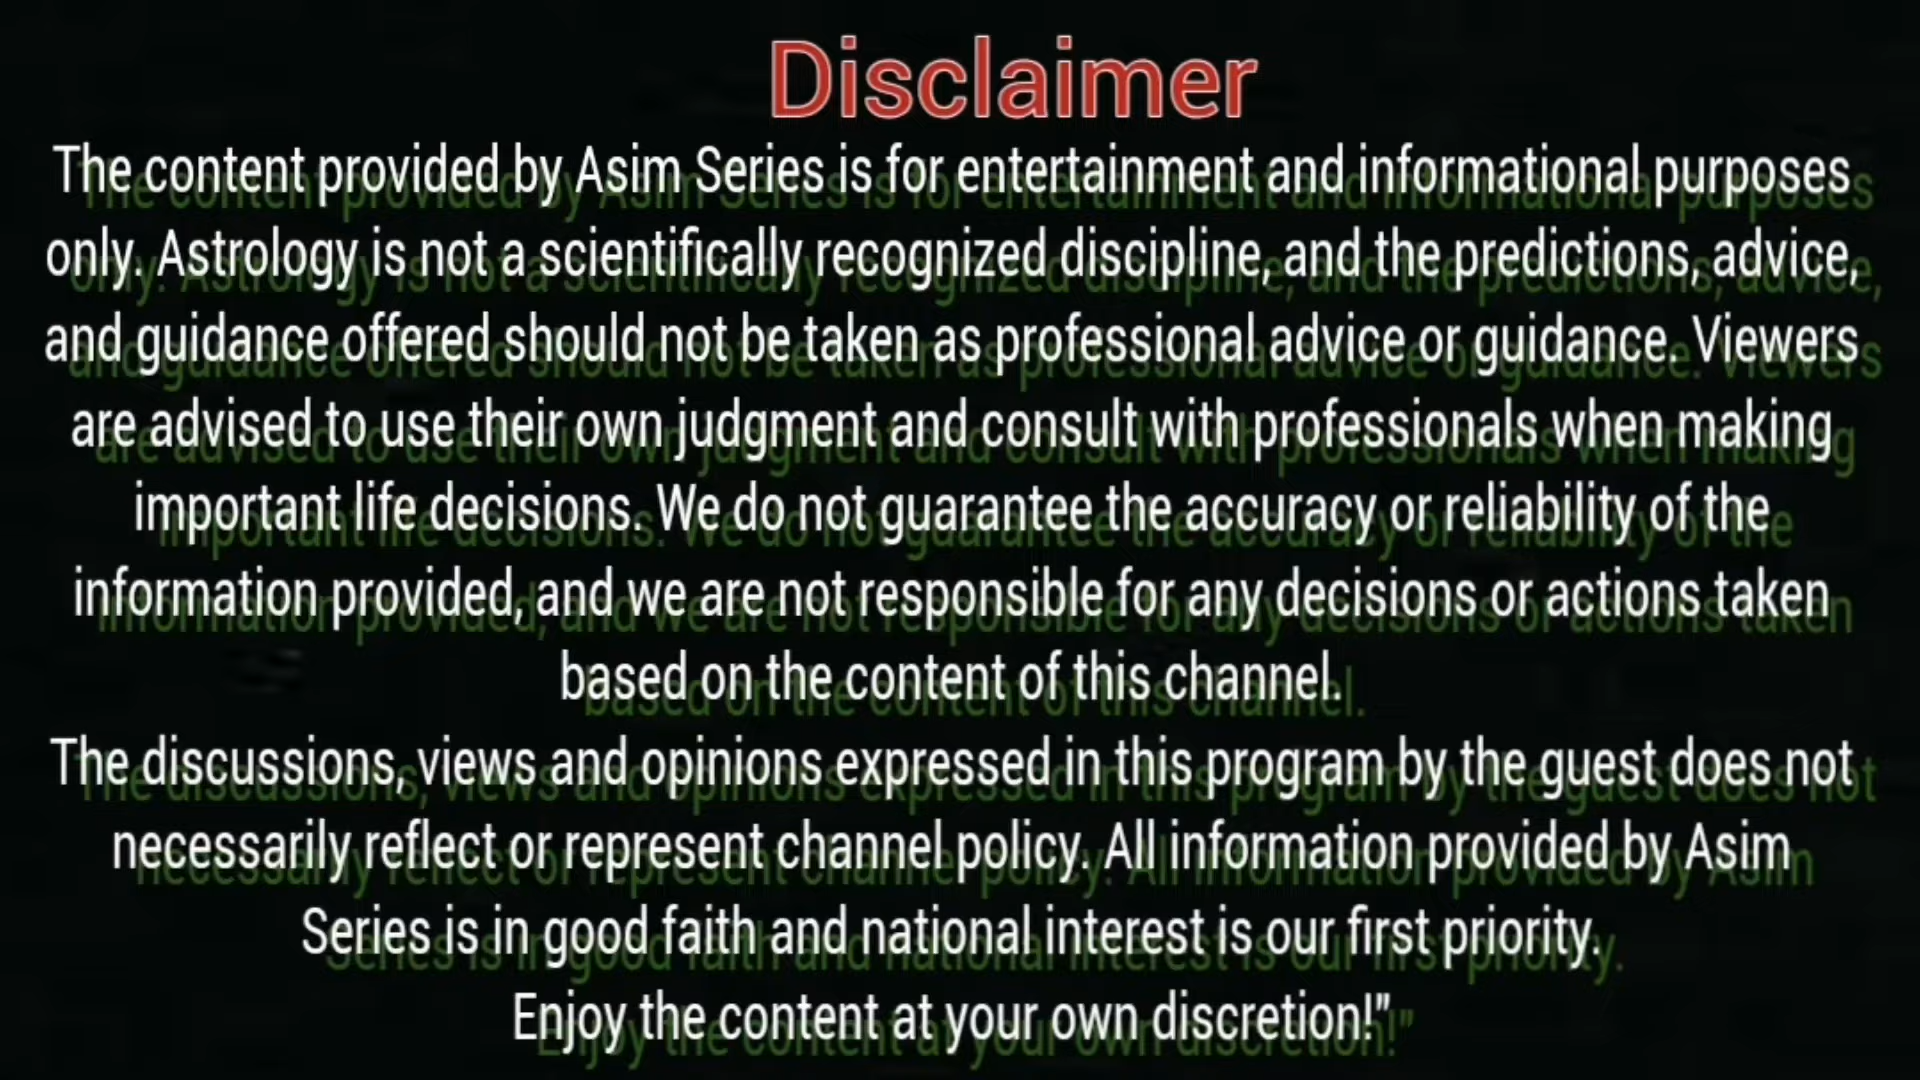 Disclaimer
The content provided by Asim Series is for entertainment and informational purposes
only. Astrology is not a scientifically recognized discipline, and the predictions, advice,
and guidance offered should not be taken as professional advice or guidance. Viewers
are advised to use their own judgment and consult with professionals when making
important life decisions. We do not guarantee the accuracy or reliability of the
information provided, and we are not responsible for any decisions or actions taken
based on the content of this channel.
The discussions, views and opinions expressed in this program by the guest does not
necessarily reflect or represent channel policy. All information provided by Asim
Series is in good faith and national interest is our first priority.
Enjoy the content at your own discretion!”